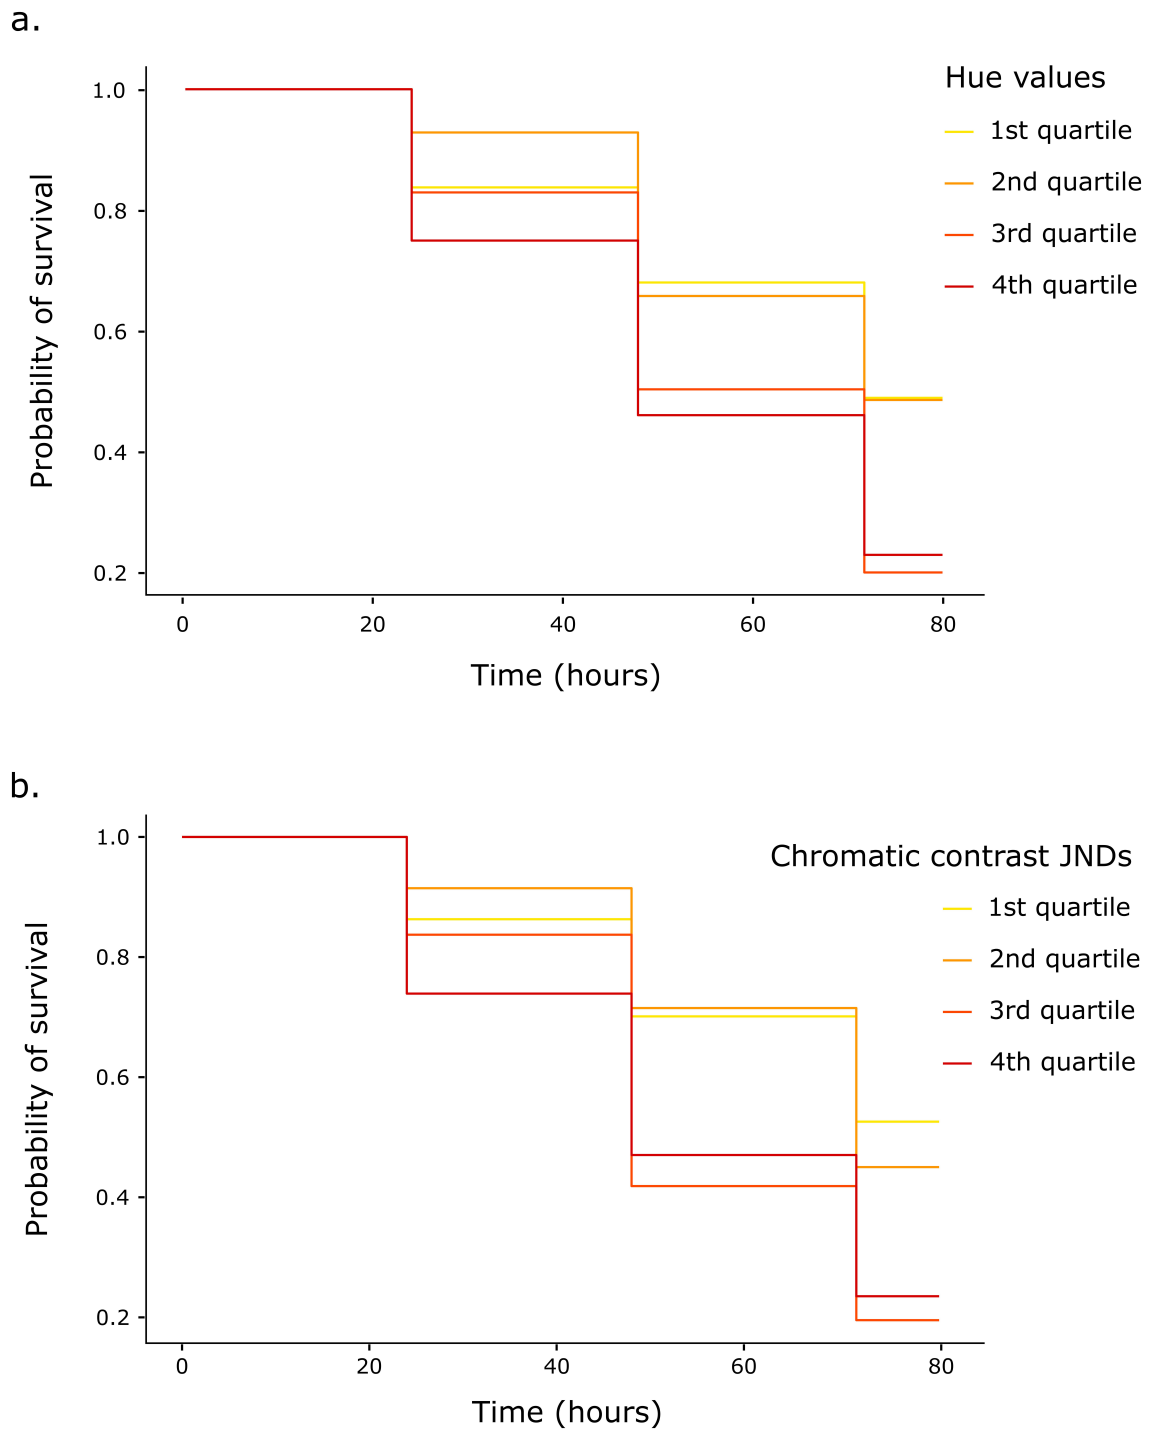 a.
Hue values
1st quartile
2nd quartile
3rd quartile
4th quartile
1.0
0.8
0.6
0.4
0.2
Probability of survival
0 20 40 60 80
Time (hours)
b.
Chromatic contrast JNDs
1st quartile
2nd quartile
3rd quartile
4th quartile
1.0
0.8
0.6
0.4
0.2
Probability of survival
0 20 40 60 80
Time (hours)